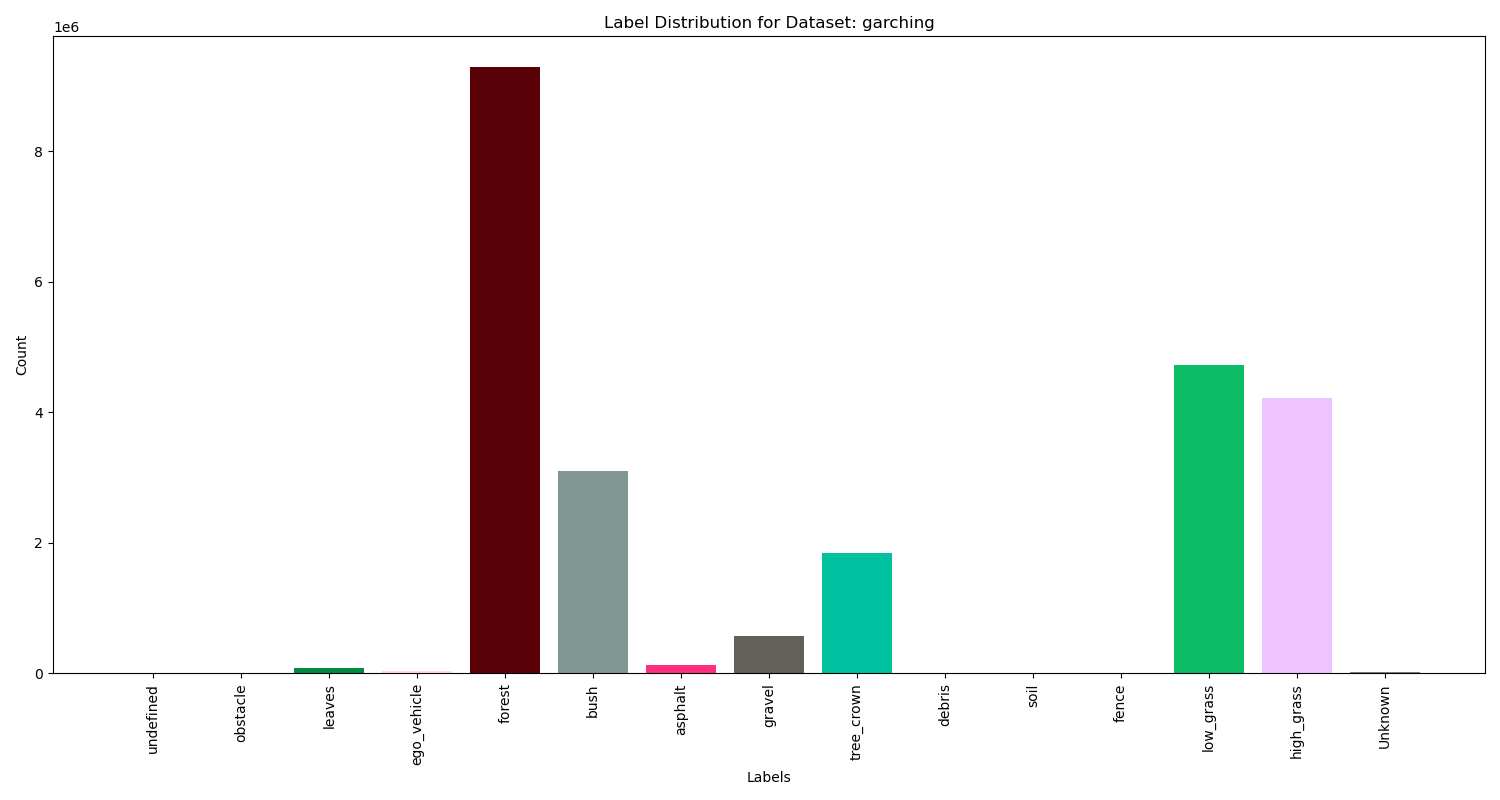 Label Distribution for Dataset: garching
1e6
8
6
4
2
0
Count
undefined
obstacle
leaves
ego_vehicle
forest
bush
asphalt
gravel
tree_crown
debris
soil
fence
low_grass
high_grass
Unknown
Labels